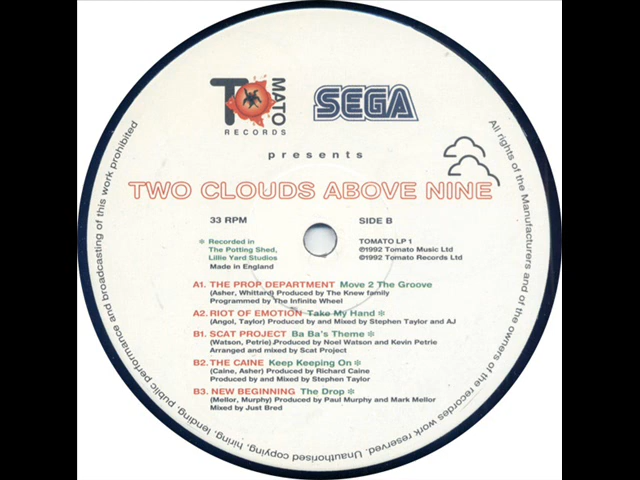 TOMATO
RECORDS
SEGA
presents
TWO CLOUDS ABOVE NINE
33 RPM
SIDE B
* Recorded in
The Potting Shed,
Lillie Yard Studios
Made in England
TOMATO LP 1
©1992 Tomato Music Ltd
©1992 Tomato Records Ltd
A1. THE PROP DEPARTMENT Move 2 The Groove
(Asher, Whittard) Produced by The Knew family
Programmed by The Infinite Wheel
A2. RIOT OF EMOTION Take My Hand *
(Angol, Taylor) Produced by and Mixed by Stephen Taylor and AJ
B1. SCAT PROJECT Ba Ba's Theme *
(Watson, Petrie).Produced by Noel Watson and Kevin Petrie
Arranged and mixed by Scat Project
B2. THE CAINE Keep Keeping On *
(Caine, Asher) Produced by Richard Caine
Produced by and Mixed by Stephen Taylor
B3. NEW BEGINNING The Drop *
(Mellor, Murphy) Produced by Paul Murphy and Mark Mellor
Mixed by Just Bred
All rights of the Manufacturers and of the owners of the recordes work reserved. Unauthorised copying, hiring, lending, public performance and broadcasting of this work prohibited